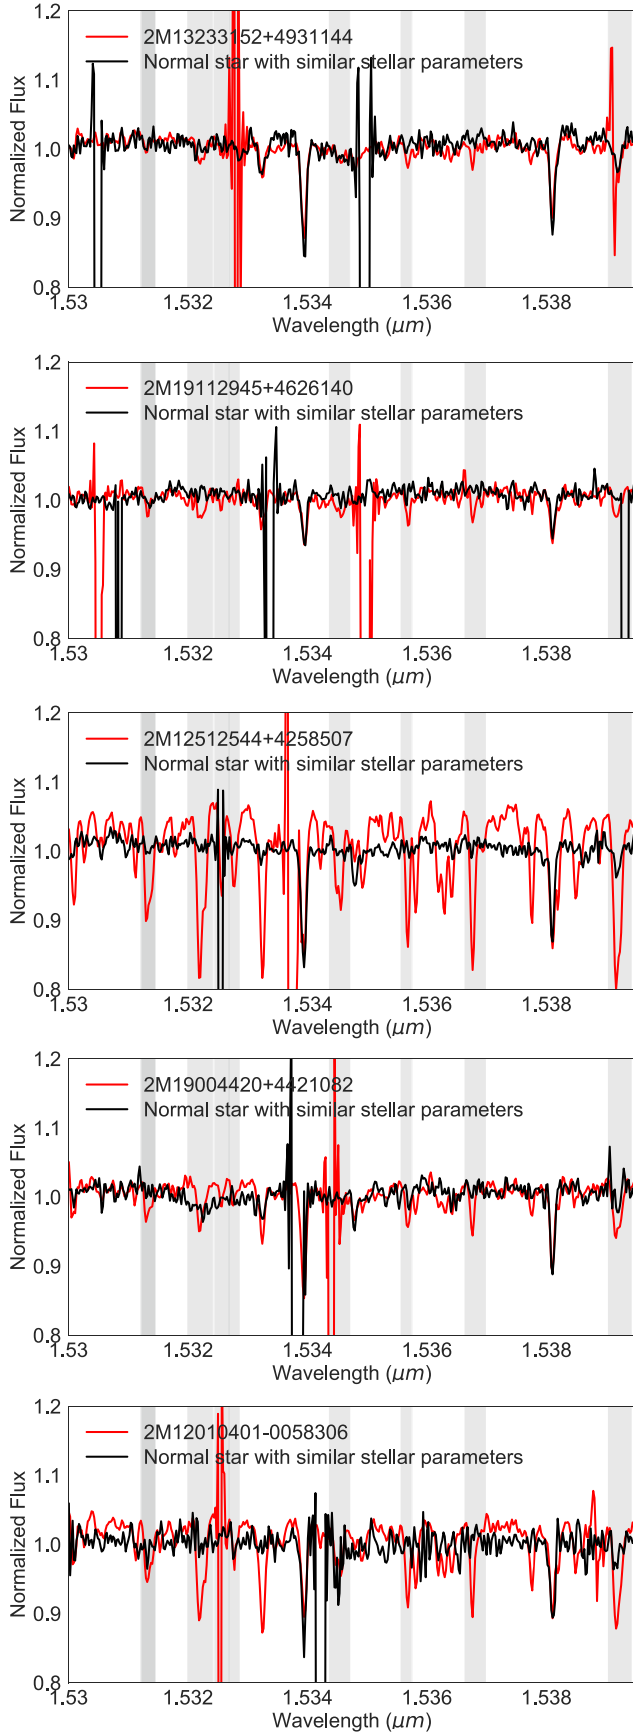 1.2
2M13233152+4931144
Normal star with similar stellar parameters
1.1
1.0
0.9
0.8
Normalized Flux
1.53 1.532 1.534 1.536 1.538
Wavelength (μm)
1.2
2M19112945+4626140
Normal star with similar stellar parameters
1.1
1.0
0.9
0.8
Normalized Flux
1.53 1.532 1.534 1.536 1.538
Wavelength (μm)
1.2
2M12512544+4258507
Normal star with similar stellar parameters
1.1
1.0
0.9
0.8
Normalized Flux
1.53 1.532 1.534 1.536 1.538
Wavelength (μm)
1.2
2M19004420+4421082
Normal star with similar stellar parameters
1.1
1.0
0.9
0.8
Normalized Flux
1.53 1.532 1.534 1.536 1.538
Wavelength (μm)
1.2
2M12010401-0058306
Normal star with similar stellar parameters
1.1
1.0
0.9
0.8
Normalized Flux
1.53 1.532 1.534 1.536 1.538
Wavelength (μm)